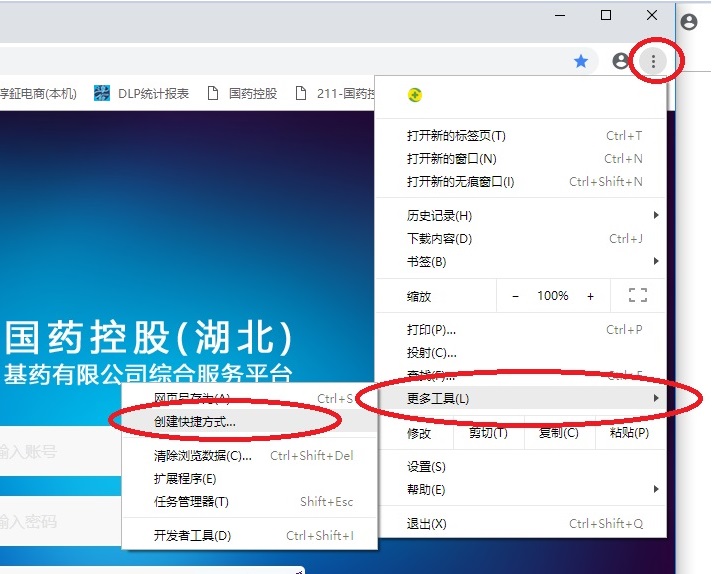 淳鉦电商(本机) DLP统计报表 国药控股 211-国药控
打开新的标签页(T) Ctrl+T
打开新的窗口(N) Ctrl+N
打开新的无痕窗口(I) Ctrl+Shift+N
历史记录(H)
下载内容(D) Ctrl+J
书签(B)
缩放 − 100% +
打印(P)... Ctrl+P
投射(C)...
查找(F)... Ctrl+F
更多工具(L)
修改 剪切(T) 复制(C) 粘贴(P)
设置(S)
帮助(E)
退出(X) Ctrl+Shift+Q
国药控股(湖北)
基药有限公司综合服务平台
网页另存为(A)... Ctrl+S
创建快捷方式...
清除浏览数据(C)... Ctrl+Shift+Del
扩展程序(E)
任务管理器(T) Shift+Esc
开发者工具(D) Ctrl+Shift+I
输入账号
输入密码